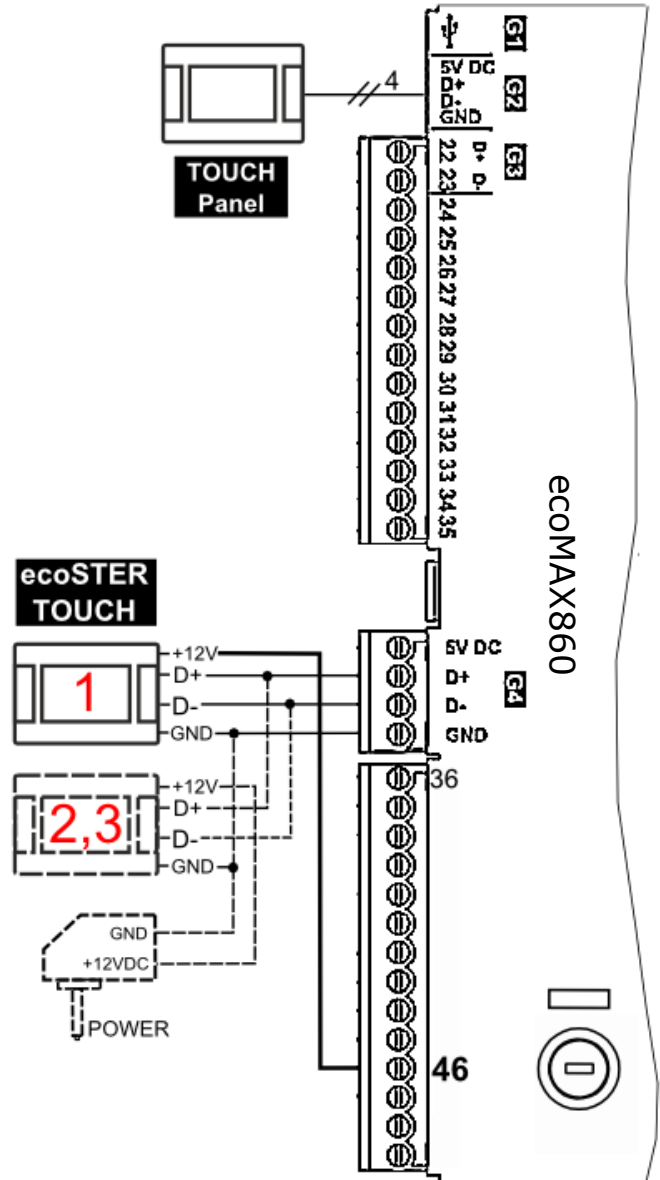 G1
5V DC
D+
D-
GND
G2
4
TOUCH
Panel
22 D+
23 D-
G3
24
25
26
27
28
29
30
31
32
33
34
35
ecoMAX860
ecoSTER
TOUCH
1
+12V
D+
D-
GND
5V DC
D+
D-
GND
G4
2,3
+12V
D+
D-
GND
36
GND
+12VDC
POWER
46